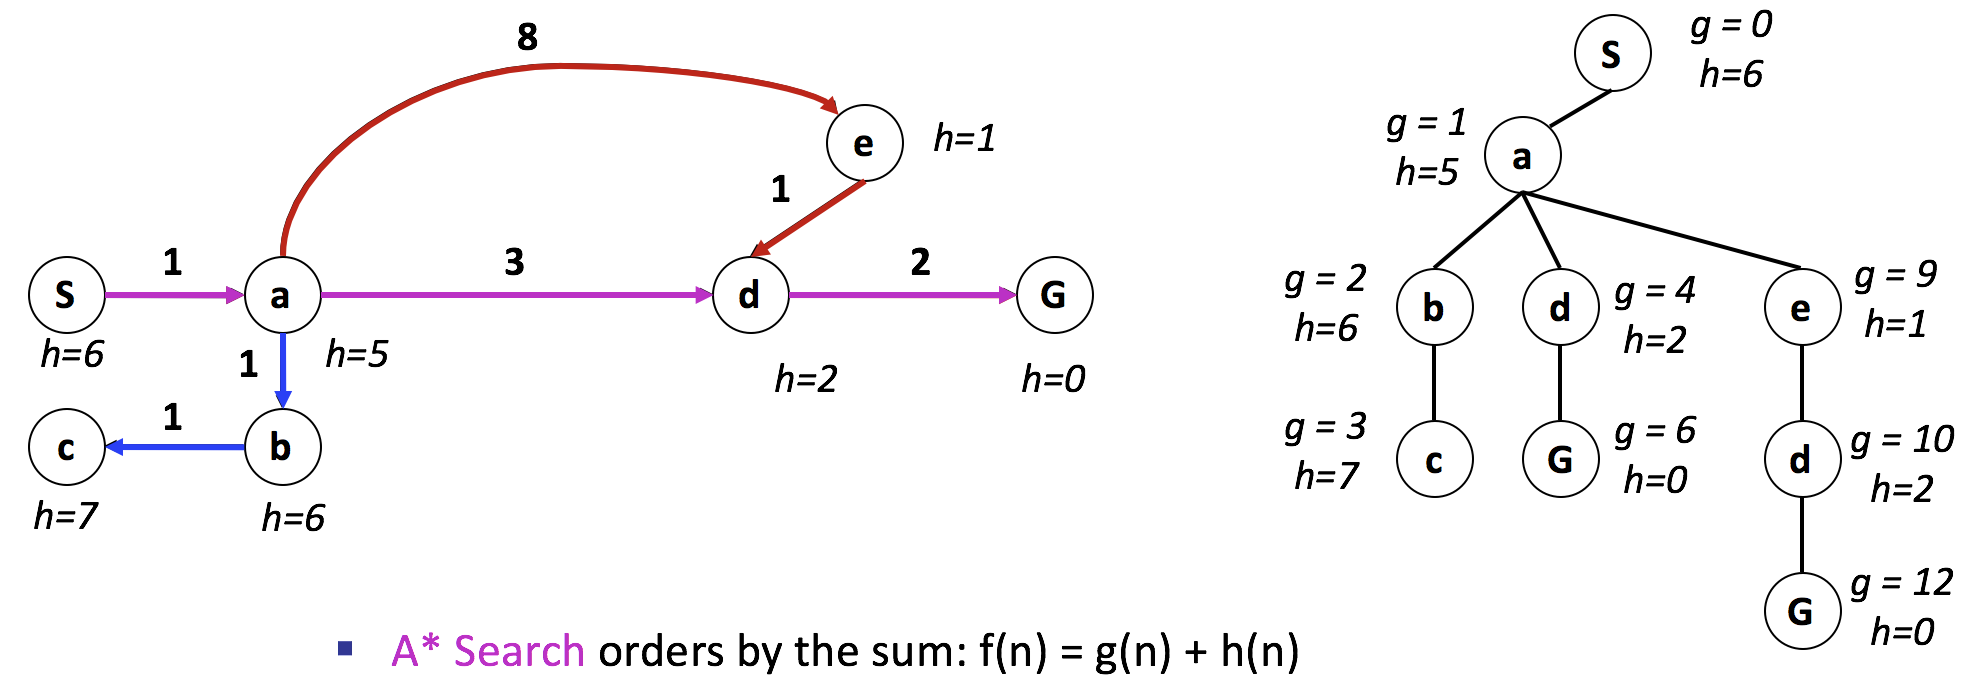 8
S
g = 0
h=6
e
h=1
g = 1
h=5
a
1
S
1
a
3
d
2
G
h=6
1
h=5
h=2
h=0
g = 2
h=6
b
d
g = 4
h=2
e
g = 9
h=1
c
1
b
h=7
h=6
g = 3
h=7
c
G
g = 6
h=0
d
g = 10
h=2
G
g = 12
h=0
A* Search orders by the sum: f(n) = g(n) + h(n)